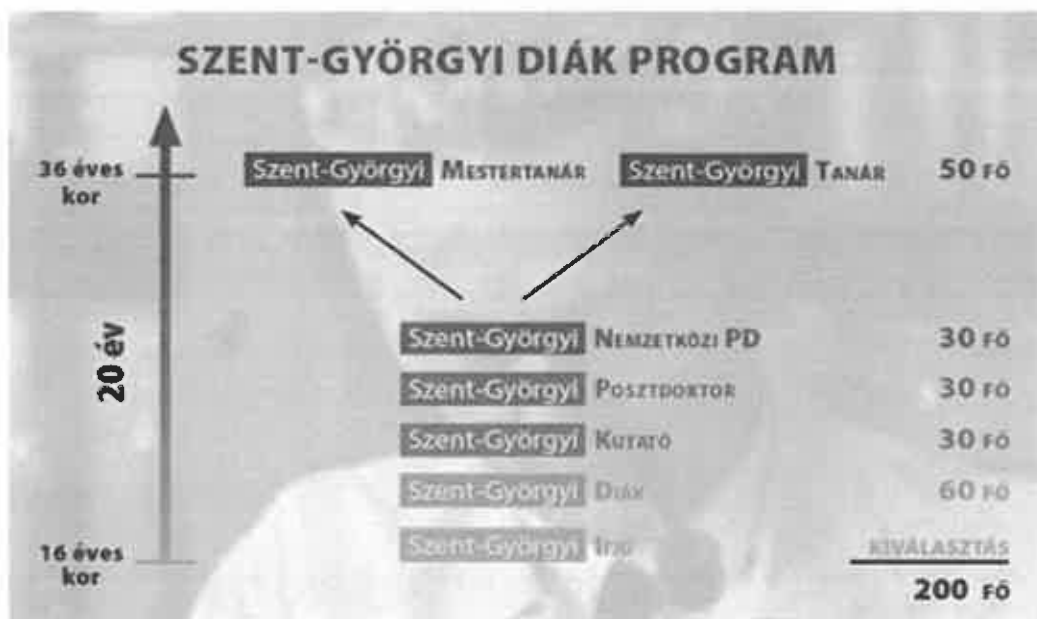 SZENT-GYÖRGYI DIÁK PROGRAM
36 éves kor
Szent-Györgyi MESTERTANÁR Szent-Györgyi TANÁR 50 FŐ
20 év
Szent-Györgyi NEMZETKÖZI PD 30 FŐ
Szent-Györgyi POSZTDOKTOR 30 FŐ
Szent-Györgyi KUTATÓ 30 FŐ
Szent-Györgyi DIÁK 60 FŐ
16 éves kor
Szent-Györgyi IFJÚ KIVÁLASZTÁS
200 FŐ